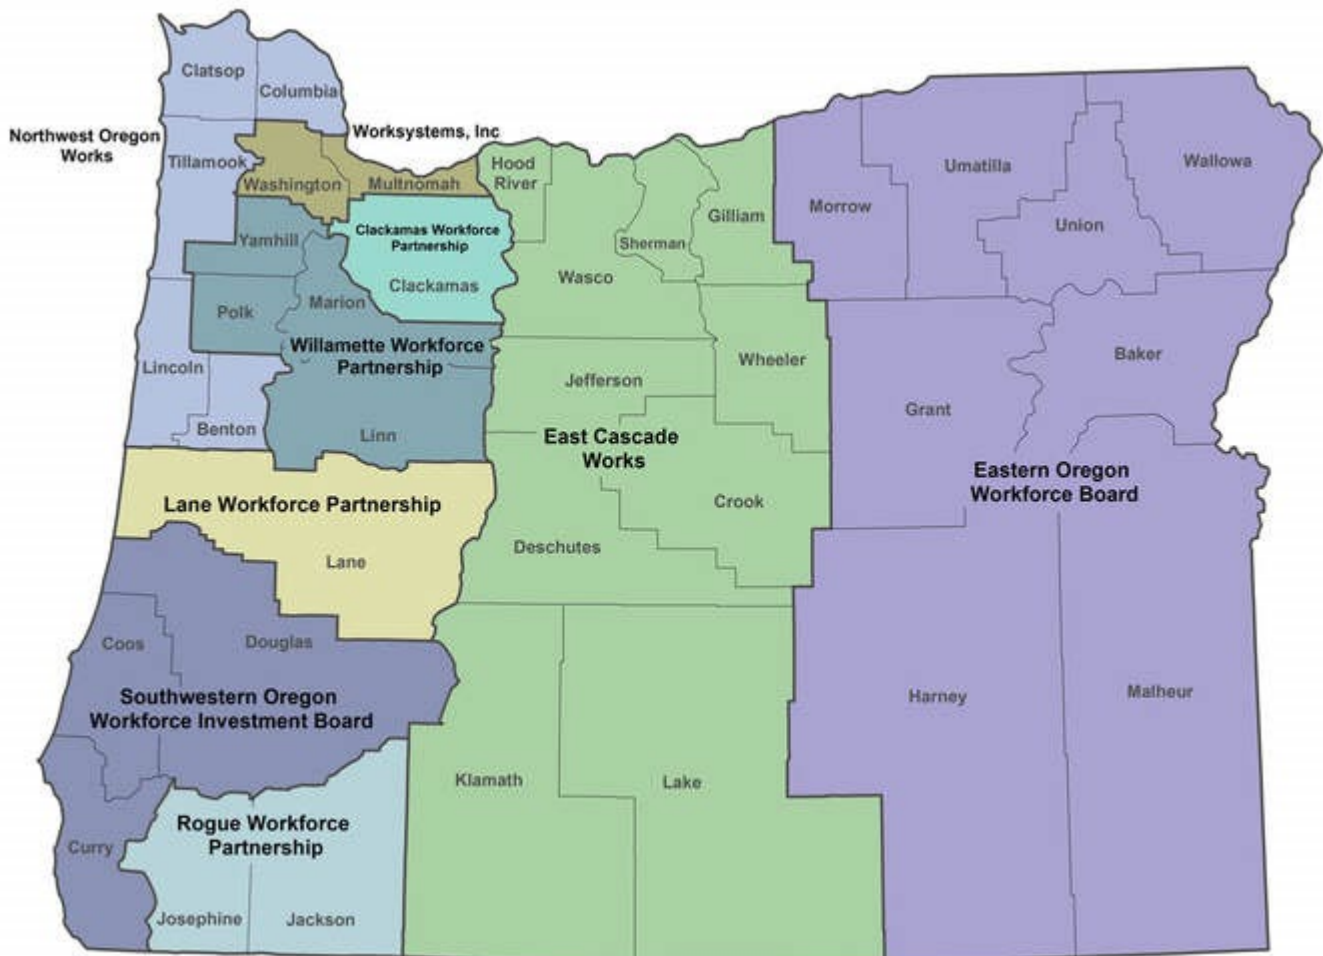 Clatsop
Columbia
Northwest Oregon
Works
Worksystems, Inc
Tillamook
Washington
Multnomah
Hood
River
Gilliam
Morrow
Umatilla
Wallowa
Union
Yamhill
Clackamas Workforce
Partnership
Clackamas
Sherman
Wasco
Polk
Marion
Willamette Workforce
Partnership
Lincoln
Benton
Linn
Jefferson
Wheeler
Grant
Baker
East Cascade
Works
Crook
Deschutes
Eastern Oregon
Workforce Board
Lane Workforce Partnership
Lane
Coos
Douglas
Southwestern Oregon
Workforce Investment Board
Harney
Malheur
Klamath
Lake
Rogue Workforce
Partnership
Curry
Josephine
Jackson